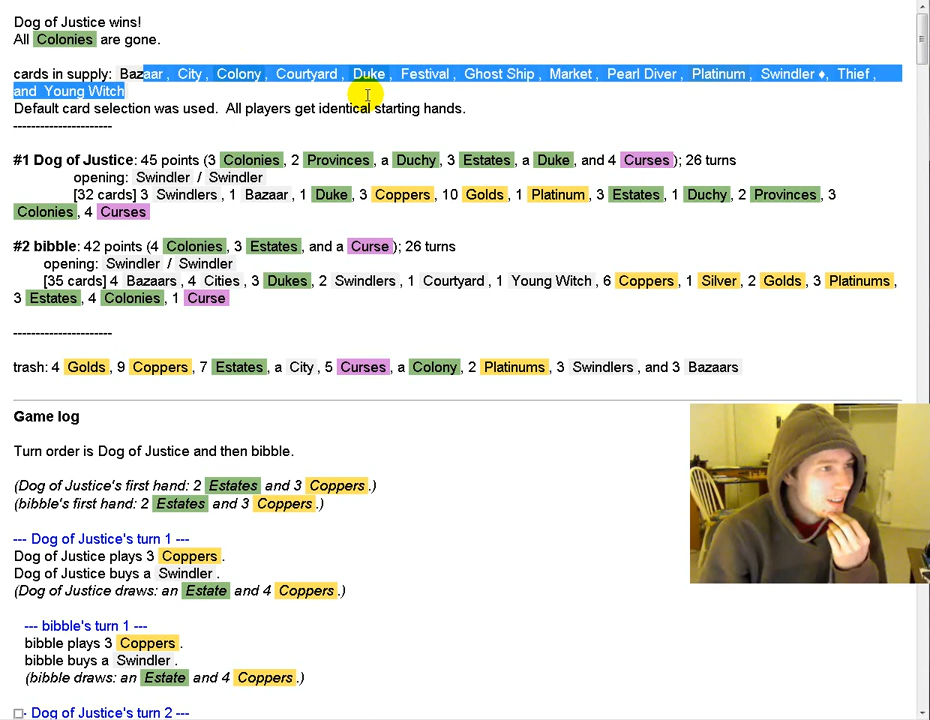 Dog of Justice wins!
All Colonies are gone.
cards in supply: Bazaar, City, Colony, Courtyard, Duke, Festival, Ghost Ship, Market, Pearl Diver, Platinum, Swindler ♦, Thief,
and Young Witch
Default card selection was used. All players get identical starting hands.
----------------------
#1 Dog of Justice: 45 points (3 Colonies, 2 Provinces, a Duchy, 3 Estates, a Duke, and 4 Curses); 26 turns
opening: Swindler / Swindler
[32 cards] 3 Swindlers, 1 Bazaar, 1 Duke, 3 Coppers, 10 Golds, 1 Platinum, 3 Estates, 1 Duchy, 2 Provinces, 3
Colonies, 4 Curses
#2 bibble: 42 points (4 Colonies, 3 Estates, and a Curse); 26 turns
opening: Swindler / Swindler
[35 cards] 4 Bazaars, 4 Cities, 3 Dukes, 2 Swindlers, 1 Courtyard, 1 Young Witch, 6 Coppers, 1 Silver, 2 Golds, 3 Platinums,
3 Estates, 4 Colonies, 1 Curse
----------------------
trash: 4 Golds, 9 Coppers, 7 Estates, a City, 5 Curses, a Colony, 2 Platinums, 3 Swindlers, and 3 Bazaars
Game log
Turn order is Dog of Justice and then bibble.
(Dog of Justice's first hand: 2 Estates and 3 Coppers.)
(bibble's first hand: 2 Estates and 3 Coppers.)
--- Dog of Justice's turn 1 ---
Dog of Justice plays 3 Coppers.
Dog of Justice buys a Swindler.
(Dog of Justice draws: an Estate and 4 Coppers.)
--- bibble's turn 1 ---
bibble plays 3 Coppers.
bibble buys a Swindler.
(bibble draws: an Estate and 4 Coppers.)
- Dog of Justice's turn 2 ---